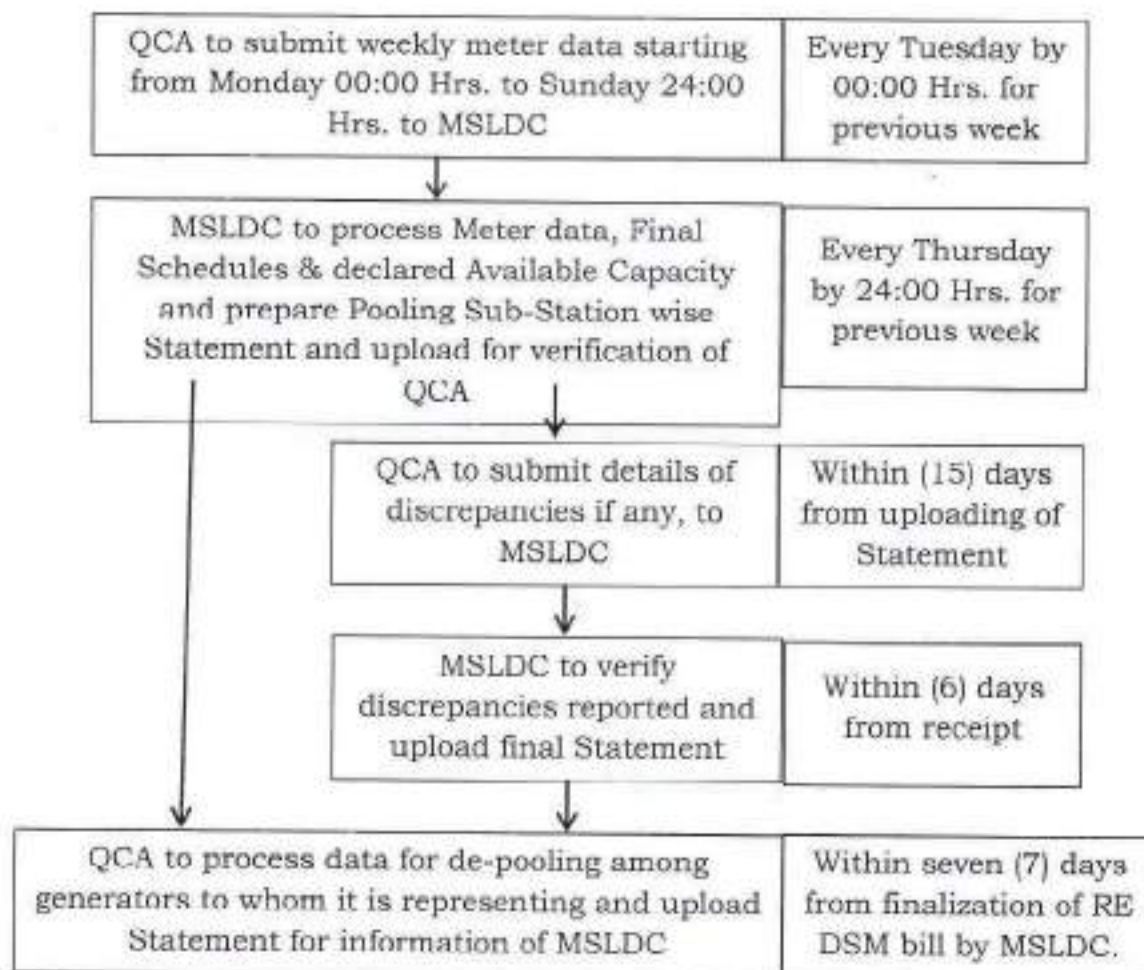 QCA to submit weekly meter data starting
from Monday 00:00 Hrs. to Sunday 24:00
Hrs. to MSLDC
Every Tuesday by
00:00 Hrs. for
previous week
MSLDC to process Meter data, Final
Schedules & declared Available Capacity
and prepare Pooling Sub-Station wise
Statement and upload for verification of
QCA
Every Thursday
by 24:00 Hrs. for
previous week
QCA to submit details of
discrepancies if any, to
MSLDC
Within (15) days
from uploading of
Statement
MSLDC to verify
discrepancies reported and
upload final Statement
Within (6) days
from receipt
QCA to process data for de-pooling among
generators to whom it is representing and upload
Statement for information of MSLDC
Within seven (7) days
from finalization of RE
DSM bill by MSLDC.